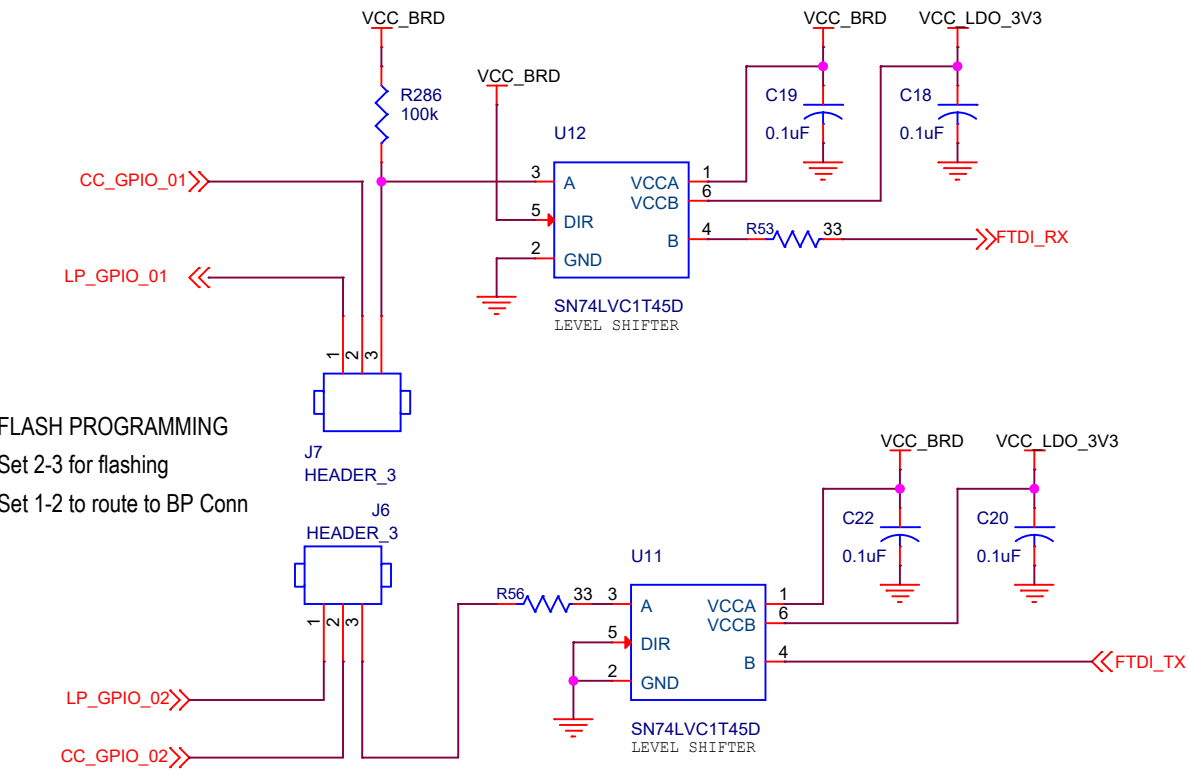 VCC_BRD
VCC_BRD
VCC_LDO_3V3
VCC_BRD
R286
100k
C19
0.1uF
C18
0.1uF
U12
CC_GPIO_01
3
A
VCCA
1
VCCB
6
5
DIR
B
4
R53
33
FTDI_RX
2
GND
LP_GPIO_01
SN74LVC1T45D
LEVEL SHIFTER
1
2
3
FLASH PROGRAMMING
Set 2-3 for flashing
Set 1-2 to route to BP Conn
J7
HEADER_3
J6
HEADER_3
VCC_BRD
VCC_LDO_3V3
C22
0.1uF
C20
0.1uF
U11
R56
33
3
A
VCCA
1
VCCB
6
5
DIR
B
4
FTDI_TX
2
GND
1
2
3
LP_GPIO_02
CC_GPIO_02
SN74LVC1T45D
LEVEL SHIFTER